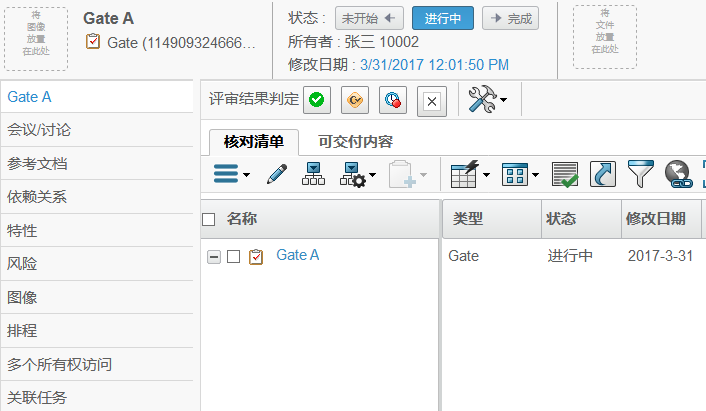 将
图像
放置
在此处
Gate A
Gate (114909324666...
状态 : 未开始 进行中 完成
所有者 : 张三 10002
修改日期 : 3/31/2017 12:01:50 PM
将
文件
放置
在此处
Gate A
会议/讨论
参考文档
依赖关系
特性
风险
图像
排程
多个所有权访问
关联任务
评审结果判定
核对清单 可交付内容
名称 类型 状态 修改日期
Gate A Gate 进行中 2017-3-31